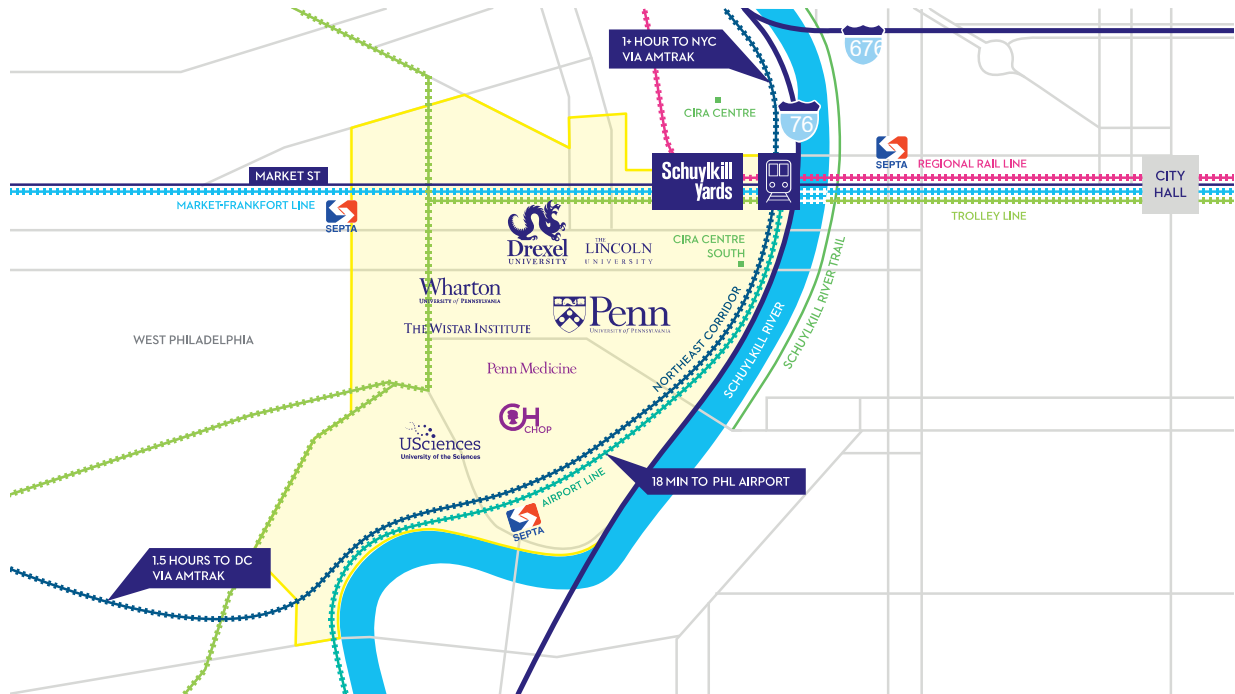 1+ HOUR TO NYC
VIA AMTRAK
676
CIRA CENTRE
76
SEPTA
REGIONAL RAIL LINE
Schuylkill
Yards
MARKET ST
CITY
HALL
MARKET-FRANKFORT LINE
SEPTA
TROLLEY LINE
Drexel
UNIVERSITY
THE
LINCOLN
UNIVERSITY
CIRA CENTRE
SOUTH
SCHUYLKILL RIVER TRAIL
Wharton
UNIVERSITY of PENNSYLVANIA
Penn
UNIVERSITY of PENNSYLVANIA
THE WISTAR INSTITUTE
WEST PHILADELPHIA
NORTHEAST CORRIDOR
SCHUYLKILL RIVER
Penn Medicine
CH
CHOP
USciences
University of the Sciences
18 MIN TO PHL AIRPORT
AIRPORT LINE
SEPTA
1.5 HOURS TO DC
VIA AMTRAK